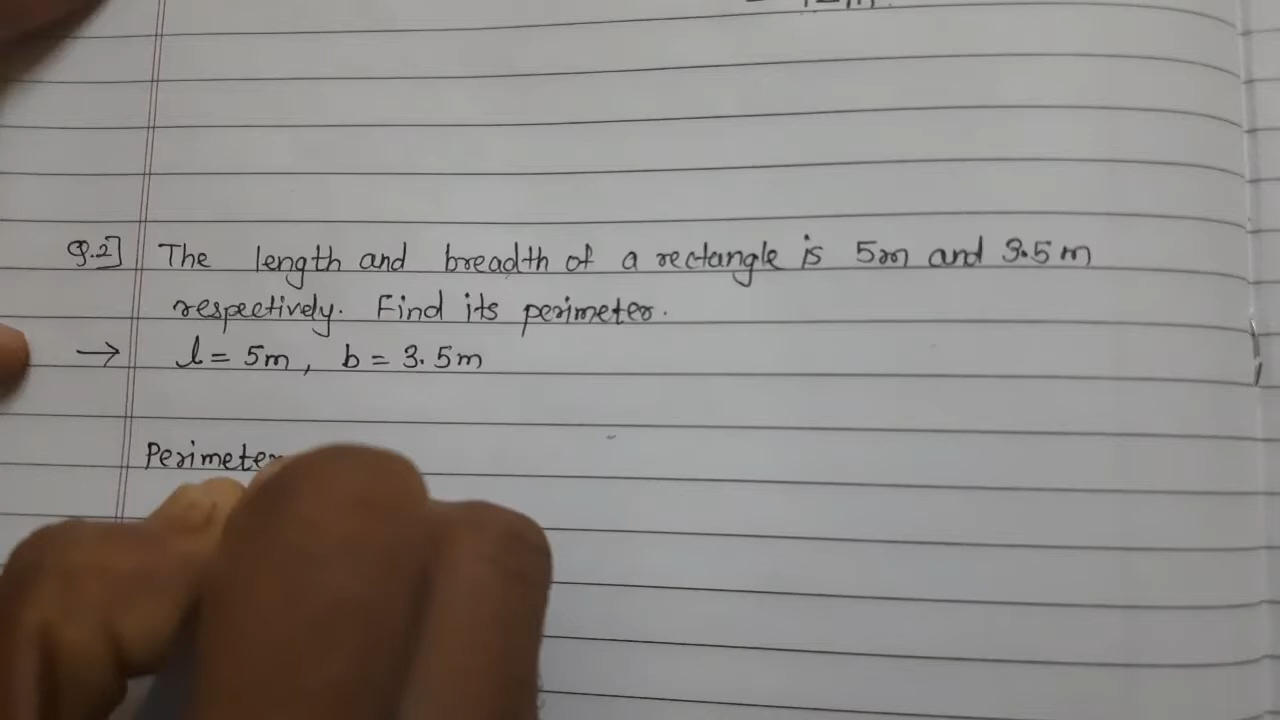 Q.2] The length and breadth of a rectangle is 5m and 3.5m
respectively. Find its perimeter.
→ l = 5m, b = 3.5m
Perimeter